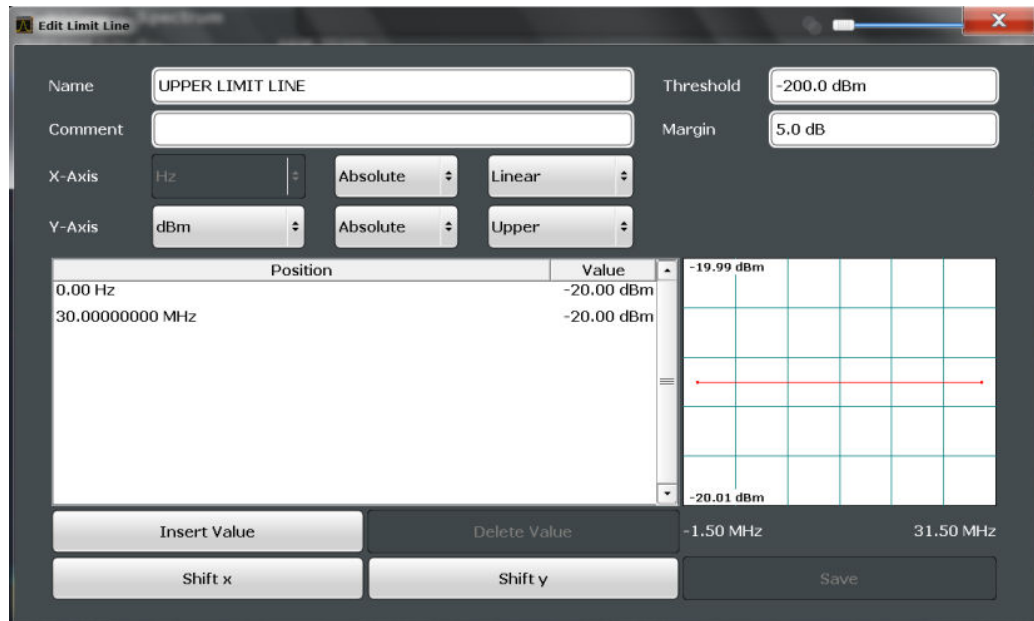 Edit Limit Line
Name UPPER LIMIT LINE Threshold -200.0 dBm
Comment Margin 5.0 dB
X-Axis Hz Absolute Linear
Y-Axis dBm Absolute Upper
Position Value
0.00 Hz -20.00 dBm
30.00000000 MHz -20.00 dBm
-19.99 dBm
-20.01 dBm
-1.50 MHz 31.50 MHz
Insert Value Delete Value
Shift x Shift y Save